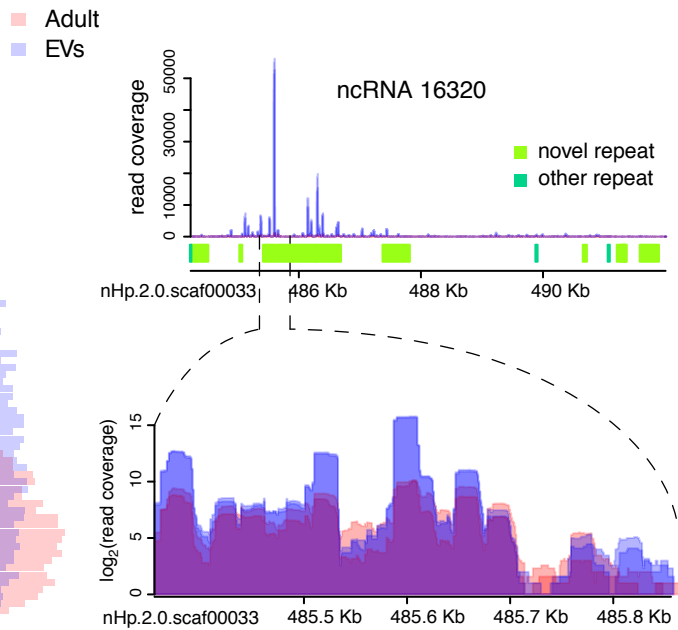 Adult
EVs
ncRNA 16320
read coverage
50000
30000
10000
0
novel repeat
other repeat
nHp.2.0.scaf00033
486 Kb
488 Kb
490 Kb
log2(read coverage)
15
10
5
0
nHp.2.0.scaf00033
485.5 Kb
485.6 Kb
485.7 Kb
485.8 Kb